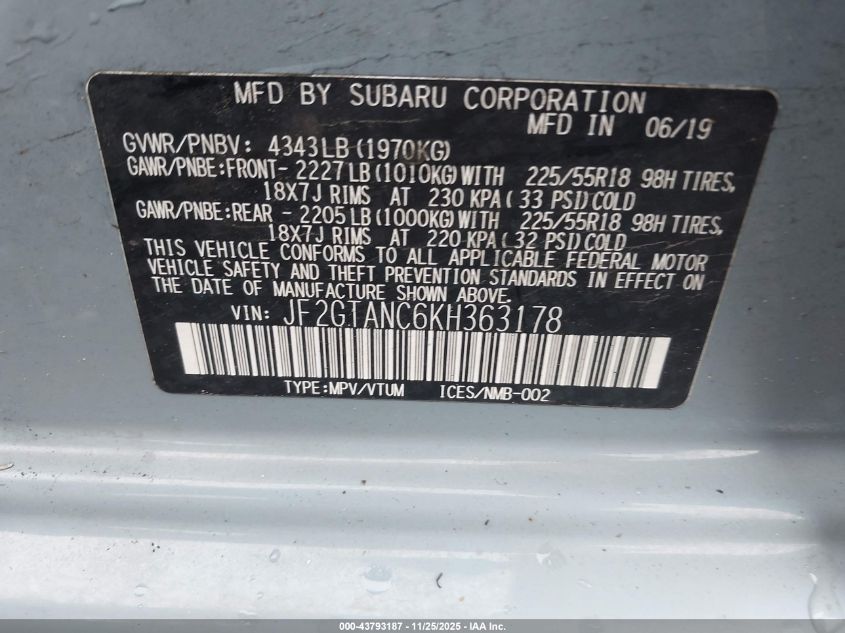 MFD BY SUBARU CORPORATION
MFD IN 06/19
GVWR/PNBV: 4343LB(1970KG)
GAWR/PNBE:FRONT- 2227LB(1010KG)WITH 225/55R18 98H TIRES,
18X7J RIMS AT 230 KPA( 33 PSI)COLD
GAWR/PNBE:REAR - 2205LB(1000KG)WITH 225/55R18 98H TIRES,
18X7J RIMS AT 220 KPA( 32 PSI)COLD
THIS VEHICLE CONFORMS TO ALL APPLICABLE FEDERAL MOTOR
VEHICLE SAFETY AND THEFT PREVENTION STANDARDS IN EFFECT ON
THE DATE OF MANUFACTURE SHOWN ABOVE.
VIN: JF2GTANC6KH363178
TYPE:MPV/VTUM ICES/NMB-002
000-43793187 - 11/25/2025 - IAA Inc.